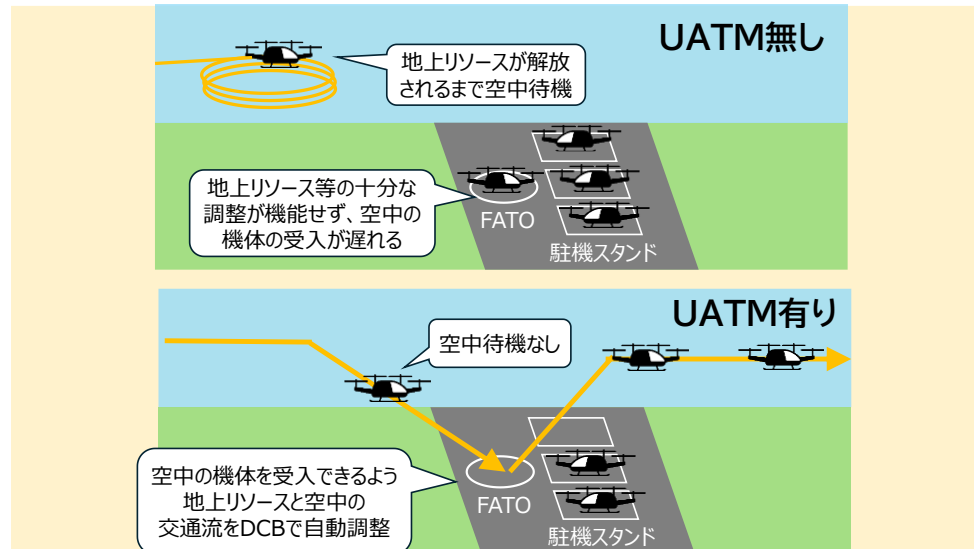 UATM無し
地上リソースが解放
されるまで空中待機
地上リソース等の十分な
調整が機能せず、空中の
機体の受入が遅れる
FATO
駐機スタンド
UATM有り
空中待機なし
空中の機体を受入できるよう
地上リソースと空中の
交通流をDCBで自動調整
FATO
駐機スタンド